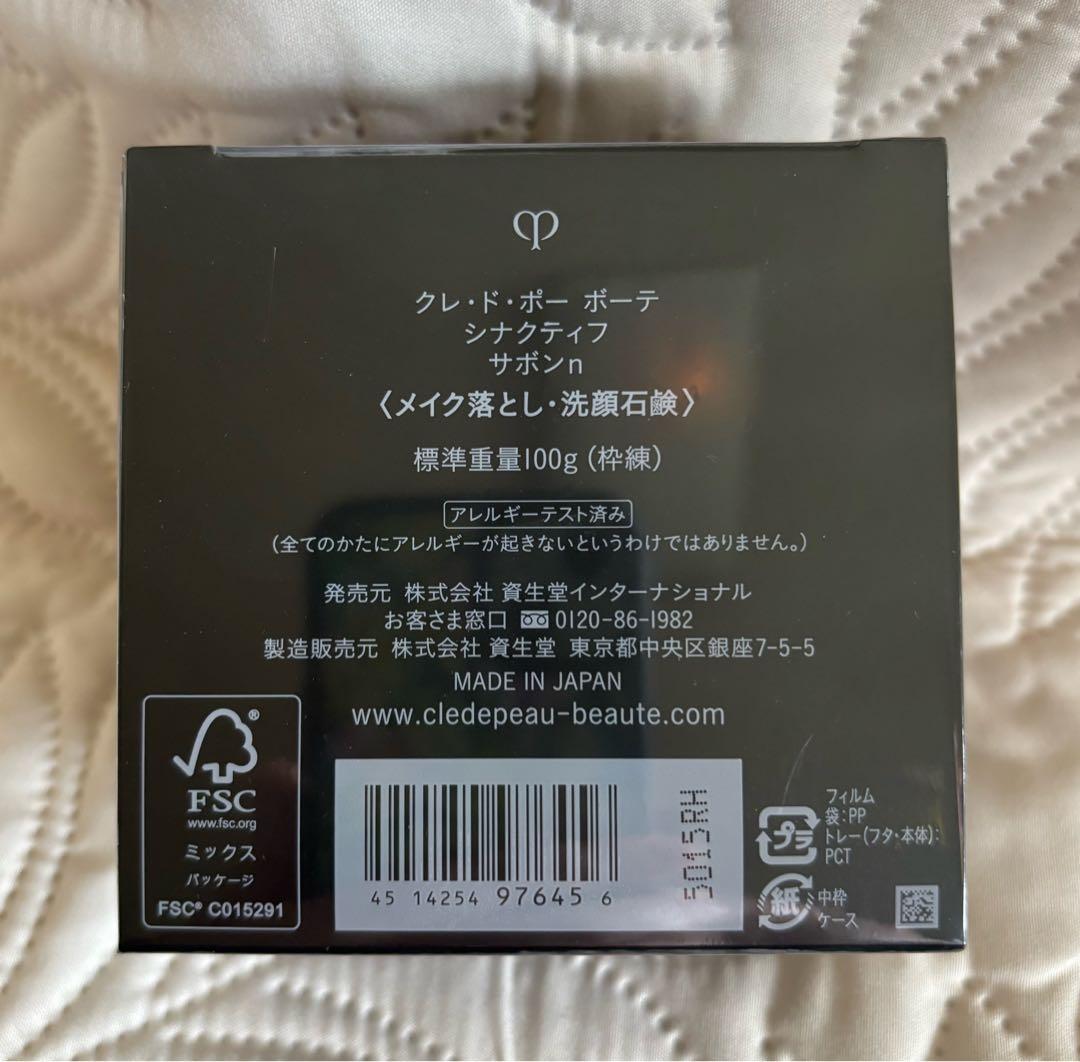 クレ・ド・ポー ボーテ
シナクティフ
サボンn
〈メイク落とし・洗顔石鹸〉
標準重量100g（枠練）
アレルギーテスト済み
（全てのかたにアレルギーが起きないというわけではありません。）
発売元 株式会社 資生堂インターナショナル
お客さま窓口 0120-86-1982
製造販売元 株式会社 資生堂 東京都中央区銀座7-5-5
MADE IN JAPAN
www.cledepeau-beaute.com
®
FSC
www.fsc.org
ミックス
パッケージ
FSC® C015291
45 14254 97645 6
5015RH
プラ
フィルム
袋：PP
トレー（フタ・本体）：
PCT
紙
中枠
ケース